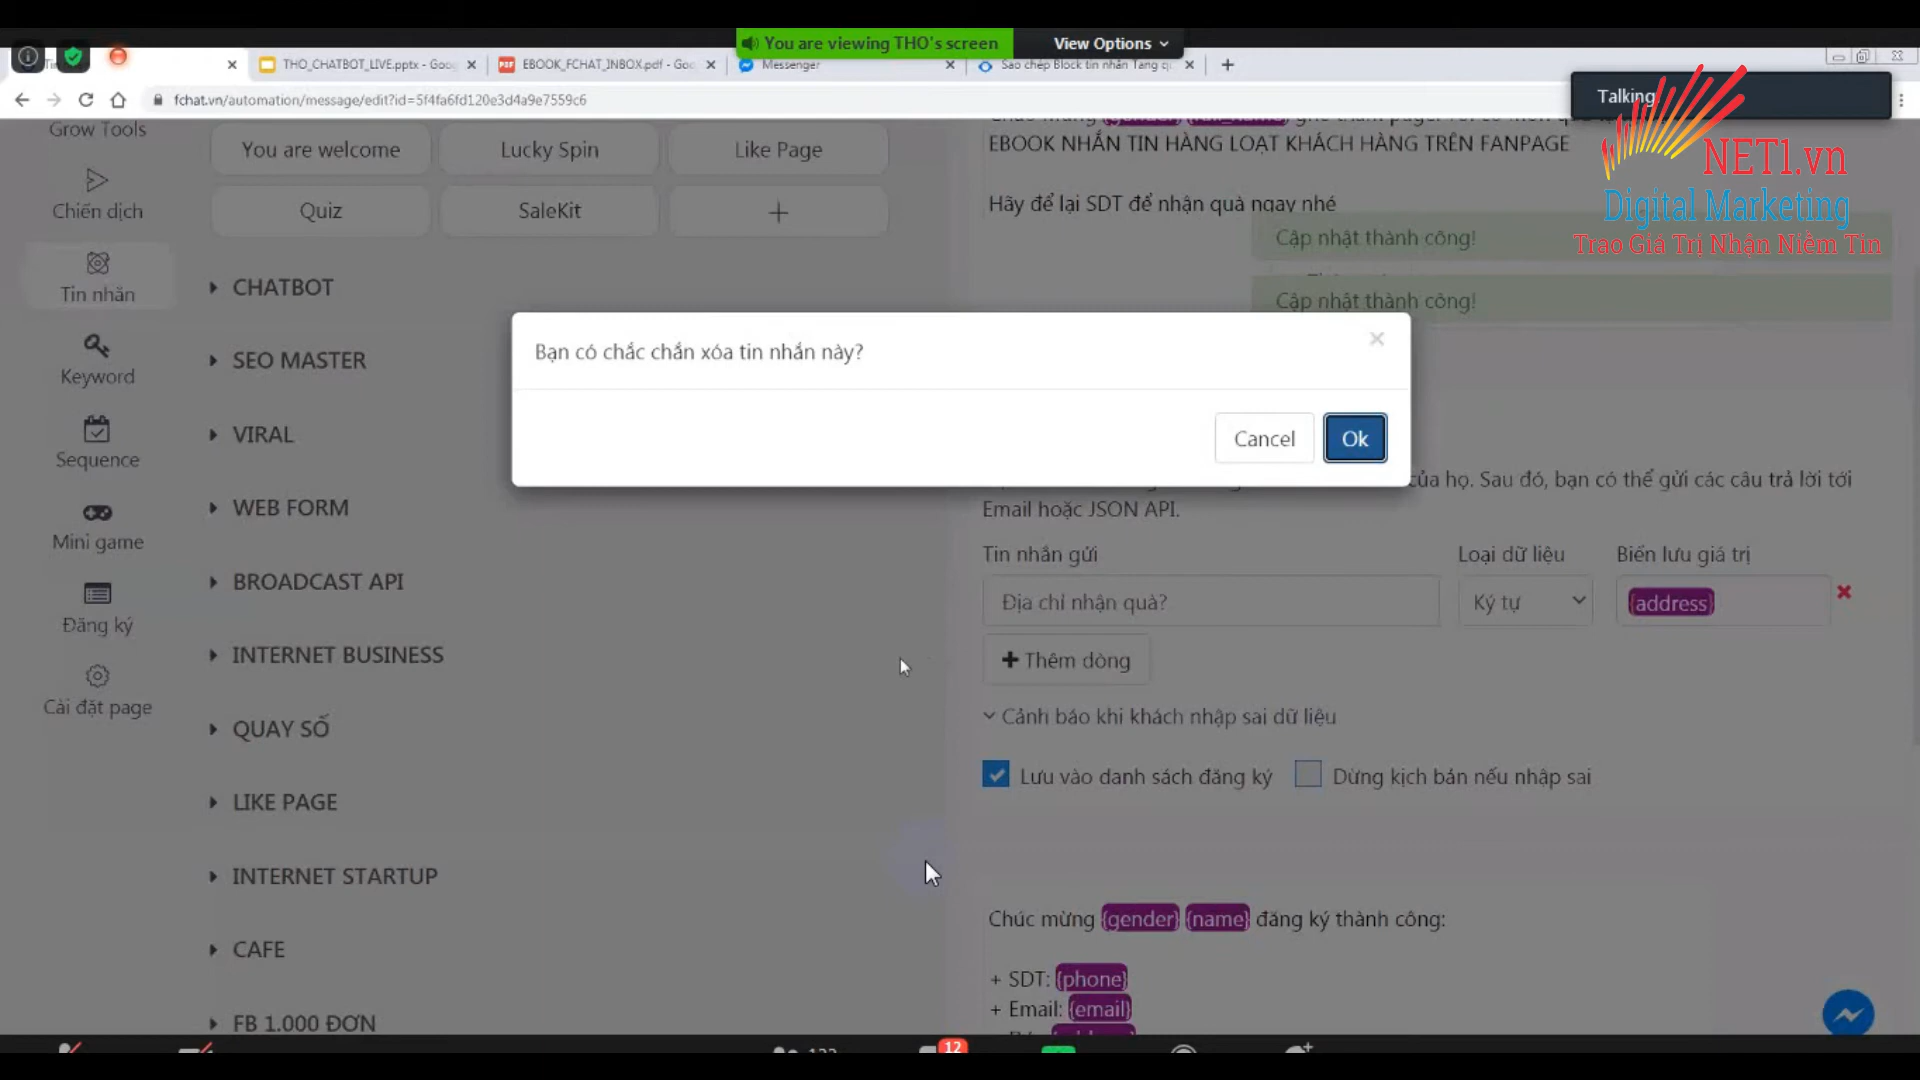 You are viewing THO's screen
View Options
THO_CHATBOT_LIVE.pptx - Goo
EBOOK_FCHAT_INBOX.pdf - Goo
Messenger
Sao chép Block tin nhắn Tặng q
fchat.vn/automation/message/edit?id=5f4fa6fd120e3d4a9e7559c6
Talking:
NET1.vn
Digital Marketing
Trao Giá Trị Nhận Niềm Tin
Grow Tools
Chiến dịch
Tin nhắn
Keyword
Sequence
Mini game
Đăng ký
Cài đặt page
You are welcome
Lucky Spin
Like Page
Quiz
SaleKit
CHATBOT
SEO MASTER
VIRAL
WEB FORM
BROADCAST API
INTERNET BUSINESS
QUAY SỐ
LIKE PAGE
INTERNET STARTUP
CAFE
FB 1.000 ĐƠN
EBOOK NHẮN TIN HÀNG LOẠT KHÁCH HÀNG TRÊN FANPAGE
Hãy để lại SDT để nhận quà ngay nhé
Cập nhật thành công!
Cập nhật thành công!
Bạn có chắc chắn xóa tin nhắn này?
Cancel
Ok
của họ. Sau đó, bạn có thể gửi các câu trả lời tới
Email hoặc JSON API.
Tin nhắn gửi
Loại dữ liệu
Biến lưu giá trị
Địa chỉ nhận quà?
Ký tự
{address}
Thêm dòng
Cảnh báo khi khách nhập sai dữ liệu
Lưu vào danh sách đăng ký
Dừng kịch bản nếu nhập sai
Chúc mừng {gender} {name} đăng ký thành công:
+ SDT: {phone}
+ Email: {email}
12